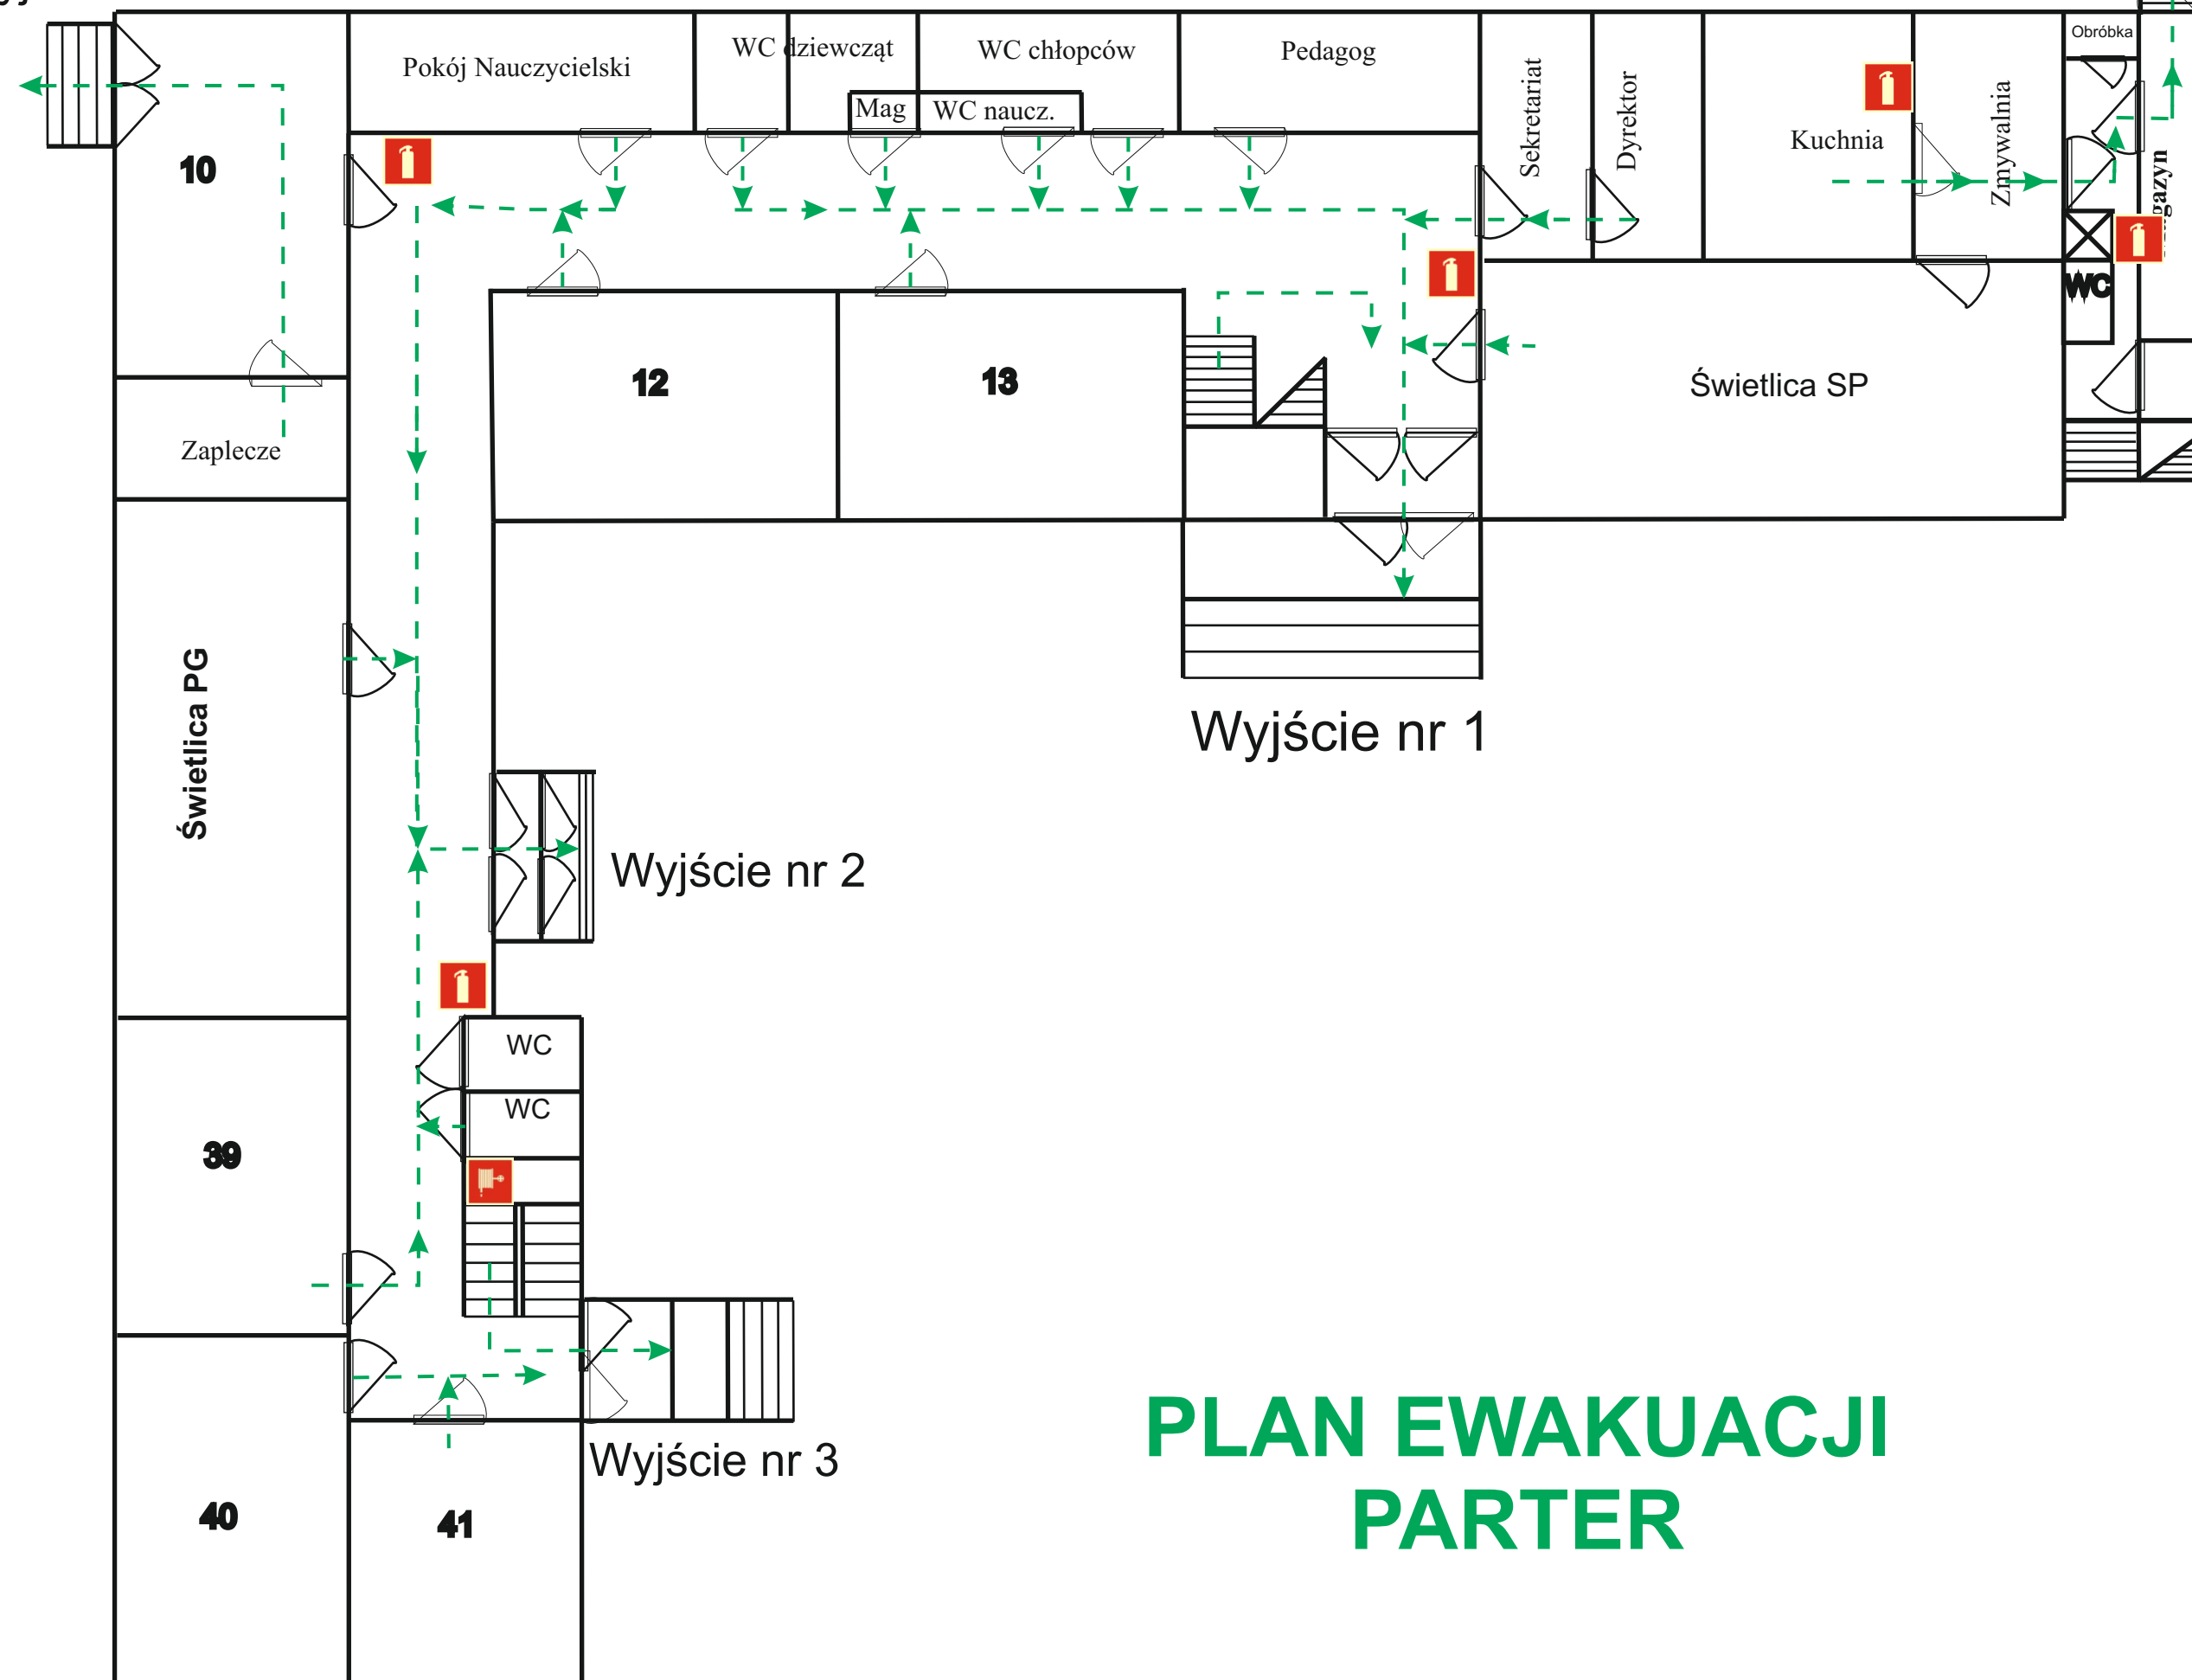 Obróbka
WC dziewcząt
WC chłopców
Pedagog
Pokój Nauczycielski
Mag
WC naucz.
Sekretariat
Dyrektor
Kuchnia
Zmywalnia
10
WC
12
13
Świetlica SP
Zaplecze
Świetlica PG
Wyjście nr 1
Wyjście nr 2
WC
WC
39
Wyjście nr 3
40
41
PLAN EWAKUACJI
PARTER